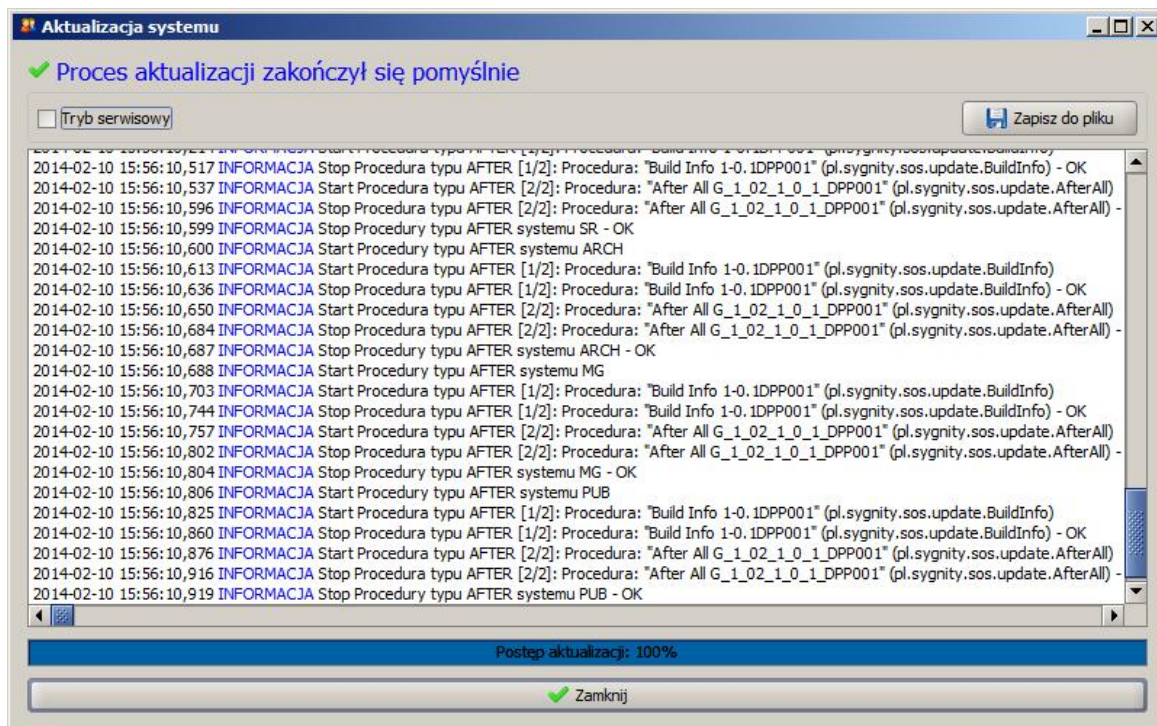 Aktualizacja systemu
Proces aktualizacji zakończył się pomyślnie
Tryb serwisowy
Zapisz do pliku
2014-02-10 15:56:10,517 INFORMACJA Stop Procedura typu AFTER [1/2]: Procedura: "Build Info 1-0.1DPP001" (pl.sygnity.sos.update.BuildInfo) - OK
2014-02-10 15:56:10,537 INFORMACJA Start Procedura typu AFTER [2/2]: Procedura: "After All G_1_02_1_0_1_DPP001" (pl.sygnity.sos.update.AfterAll)
2014-02-10 15:56:10,596 INFORMACJA Stop Procedura typu AFTER [2/2]: Procedura: "After All G_1_02_1_0_1_DPP001" (pl.sygnity.sos.update.AfterAll) -
2014-02-10 15:56:10,599 INFORMACJA Stop Procedury typu AFTER systemu SR - OK
2014-02-10 15:56:10,600 INFORMACJA Start Procedury typu AFTER systemu ARCH
2014-02-10 15:56:10,613 INFORMACJA Start Procedura typu AFTER [1/2]: Procedura: "Build Info 1-0.1DPP001" (pl.sygnity.sos.update.BuildInfo)
2014-02-10 15:56:10,636 INFORMACJA Stop Procedura typu AFTER [1/2]: Procedura: "Build Info 1-0.1DPP001" (pl.sygnity.sos.update.BuildInfo) - OK
2014-02-10 15:56:10,650 INFORMACJA Start Procedura typu AFTER [2/2]: Procedura: "After All G_1_02_1_0_1_DPP001" (pl.sygnity.sos.update.AfterAll)
2014-02-10 15:56:10,684 INFORMACJA Stop Procedura typu AFTER [2/2]: Procedura: "After All G_1_02_1_0_1_DPP001" (pl.sygnity.sos.update.AfterAll) -
2014-02-10 15:56:10,687 INFORMACJA Stop Procedury typu AFTER systemu ARCH - OK
2014-02-10 15:56:10,688 INFORMACJA Start Procedury typu AFTER systemu MG
2014-02-10 15:56:10,703 INFORMACJA Start Procedura typu AFTER [1/2]: Procedura: "Build Info 1-0.1DPP001" (pl.sygnity.sos.update.BuildInfo)
2014-02-10 15:56:10,744 INFORMACJA Stop Procedura typu AFTER [1/2]: Procedura: "Build Info 1-0.1DPP001" (pl.sygnity.sos.update.BuildInfo) - OK
2014-02-10 15:56:10,757 INFORMACJA Start Procedura typu AFTER [2/2]: Procedura: "After All G_1_02_1_0_1_DPP001" (pl.sygnity.sos.update.AfterAll)
2014-02-10 15:56:10,802 INFORMACJA Stop Procedura typu AFTER [2/2]: Procedura: "After All G_1_02_1_0_1_DPP001" (pl.sygnity.sos.update.AfterAll) -
2014-02-10 15:56:10,804 INFORMACJA Stop Procedury typu AFTER systemu MG - OK
2014-02-10 15:56:10,806 INFORMACJA Start Procedury typu AFTER systemu PUB
2014-02-10 15:56:10,825 INFORMACJA Start Procedura typu AFTER [1/2]: Procedura: "Build Info 1-0.1DPP001" (pl.sygnity.sos.update.BuildInfo)
2014-02-10 15:56:10,860 INFORMACJA Stop Procedura typu AFTER [1/2]: Procedura: "Build Info 1-0.1DPP001" (pl.sygnity.sos.update.BuildInfo) - OK
2014-02-10 15:56:10,876 INFORMACJA Start Procedura typu AFTER [2/2]: Procedura: "After All G_1_02_1_0_1_DPP001" (pl.sygnity.sos.update.AfterAll)
2014-02-10 15:56:10,916 INFORMACJA Stop Procedura typu AFTER [2/2]: Procedura: "After All G_1_02_1_0_1_DPP001" (pl.sygnity.sos.update.AfterAll) -
2014-02-10 15:56:10,919 INFORMACJA Stop Procedury typu AFTER systemu PUB - OK
Postęp aktualizacji: 100%
Zamknij